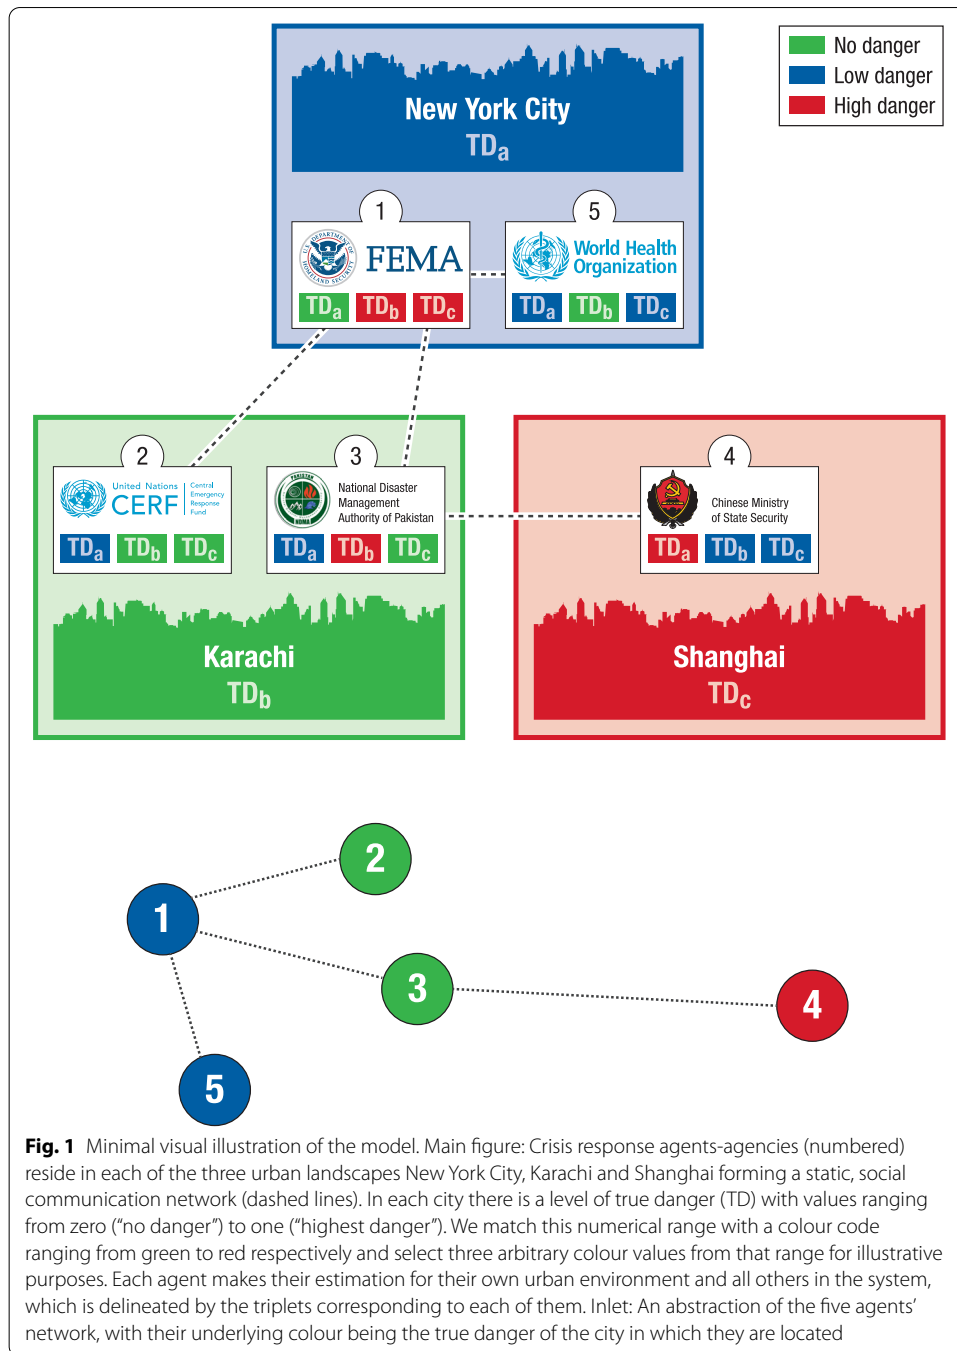 No danger
Low danger
High danger
New York City
TDa
1
5
U.S. DEPARTMENT OF HOMELAND SECURITY
FEMA
World Health
Organization
TDa TDb TDc
TDa TDb TDc
2
3
4
United Nations
CERF
Central
Emergency
Response
Fund
PAKISTAN
NDMA
National Disaster
Management
Authority of Pakistan
Chinese Ministry
of State Security
TDa TDb TDc
TDa TDb TDc
TDa TDb TDc
Karachi
TDb
Shanghai
TDc
2
1
3
4
5
Fig. 1 Minimal visual illustration of the model. Main figure: Crisis response agents-agencies (numbered)
reside in each of the three urban landscapes New York City, Karachi and Shanghai forming a static, social
communication network (dashed lines). In each city there is a level of true danger (TD) with values ranging
from zero (“no danger”) to one (“highest danger”). We match this numerical range with a colour code
ranging from green to red respectively and select three arbitrary colour values from that range for illustrative
purposes. Each agent makes their estimation for their own urban environment and all others in the system,
which is delineated by the triplets corresponding to each of them. Inlet: An abstraction of the five agents’
network, with their underlying colour being the true danger of the city in which they are located